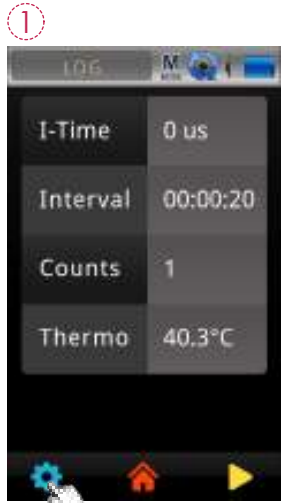 ①
LOG
M
I-Time 0 us
Interval 00:00:20
Counts 1
Thermo 40.3°C